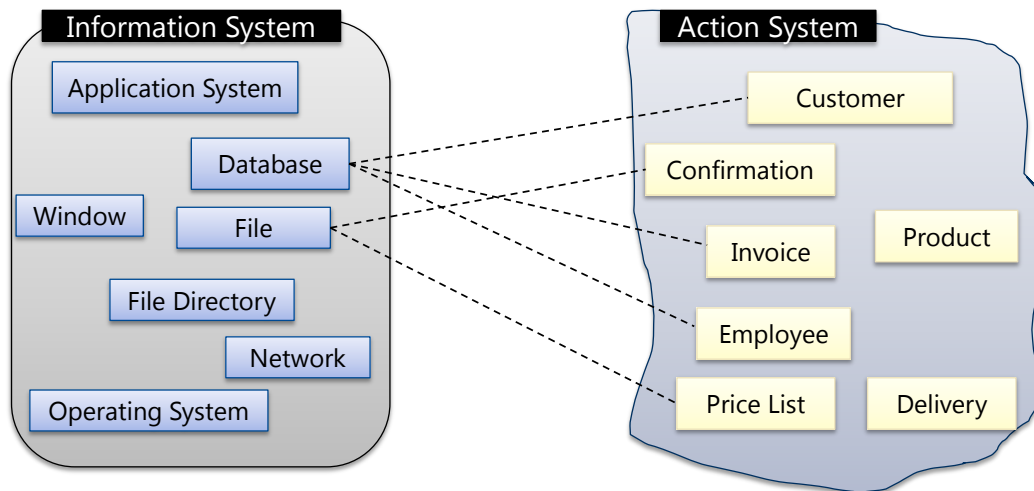 Information System
Application System
Database
Window
File
File Directory
Network
Operating System
Action System
Customer
Confirmation
Product
Invoice
Employee
Price List
Delivery